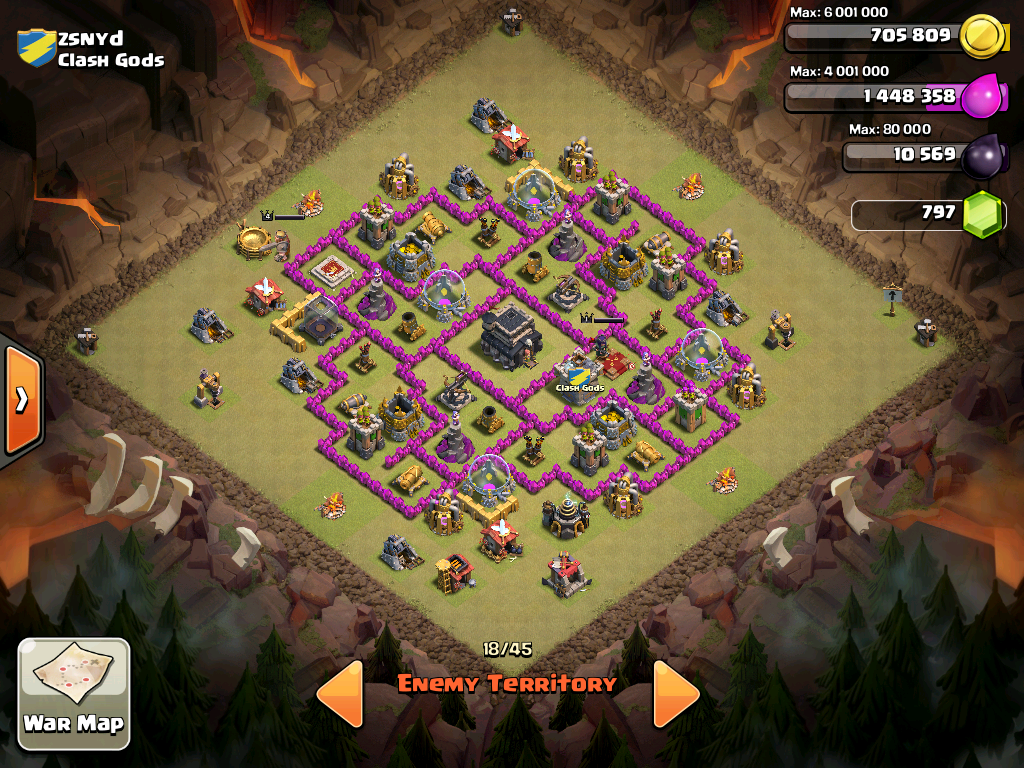 ZSNYd
Clash Gods
Max: 6 001 000
705 809
Max: 4 001 000
1 448 358
Max: 80 000
10 569
797
Clash Gods
18/45
Enemy Territory
War Map